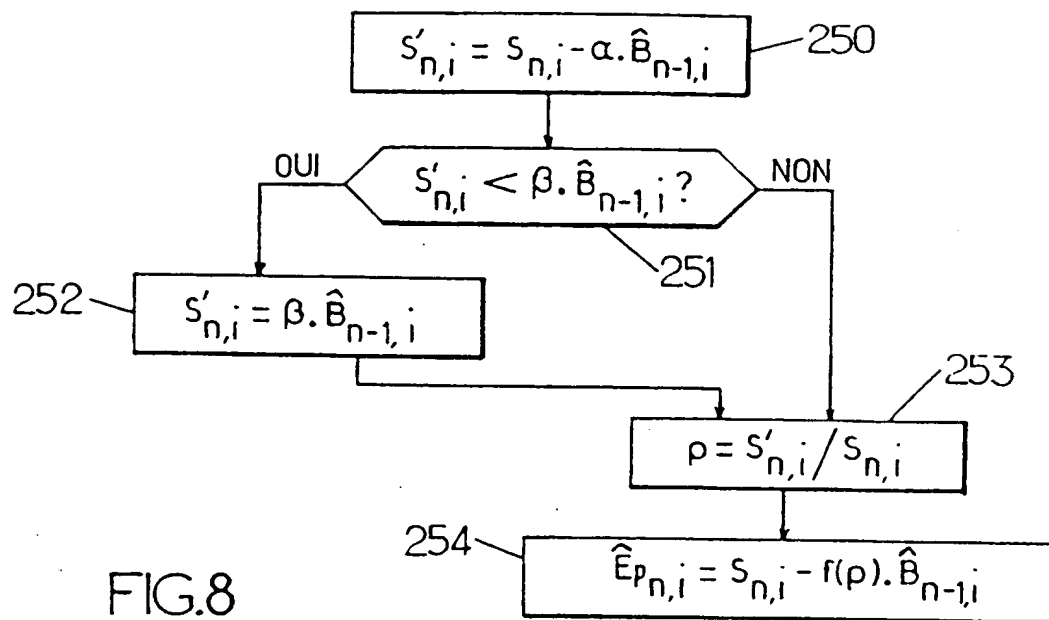 S'ₙ,ᵢ = Sₙ,ᵢ - α. B̂ₙ₋₁,ᵢ
250
OUI
S'ₙ,ᵢ < β. B̂ₙ₋₁,ᵢ ?
NON
251
252
S'ₙ,ᵢ = β. B̂ₙ₋₁,ᵢ
253
ρ = S'ₙ,ᵢ / Sₙ,ᵢ
254
Êpₙ,ᵢ = Sₙ,ᵢ - f(ρ). B̂ₙ₋₁,ᵢ
FIG.8